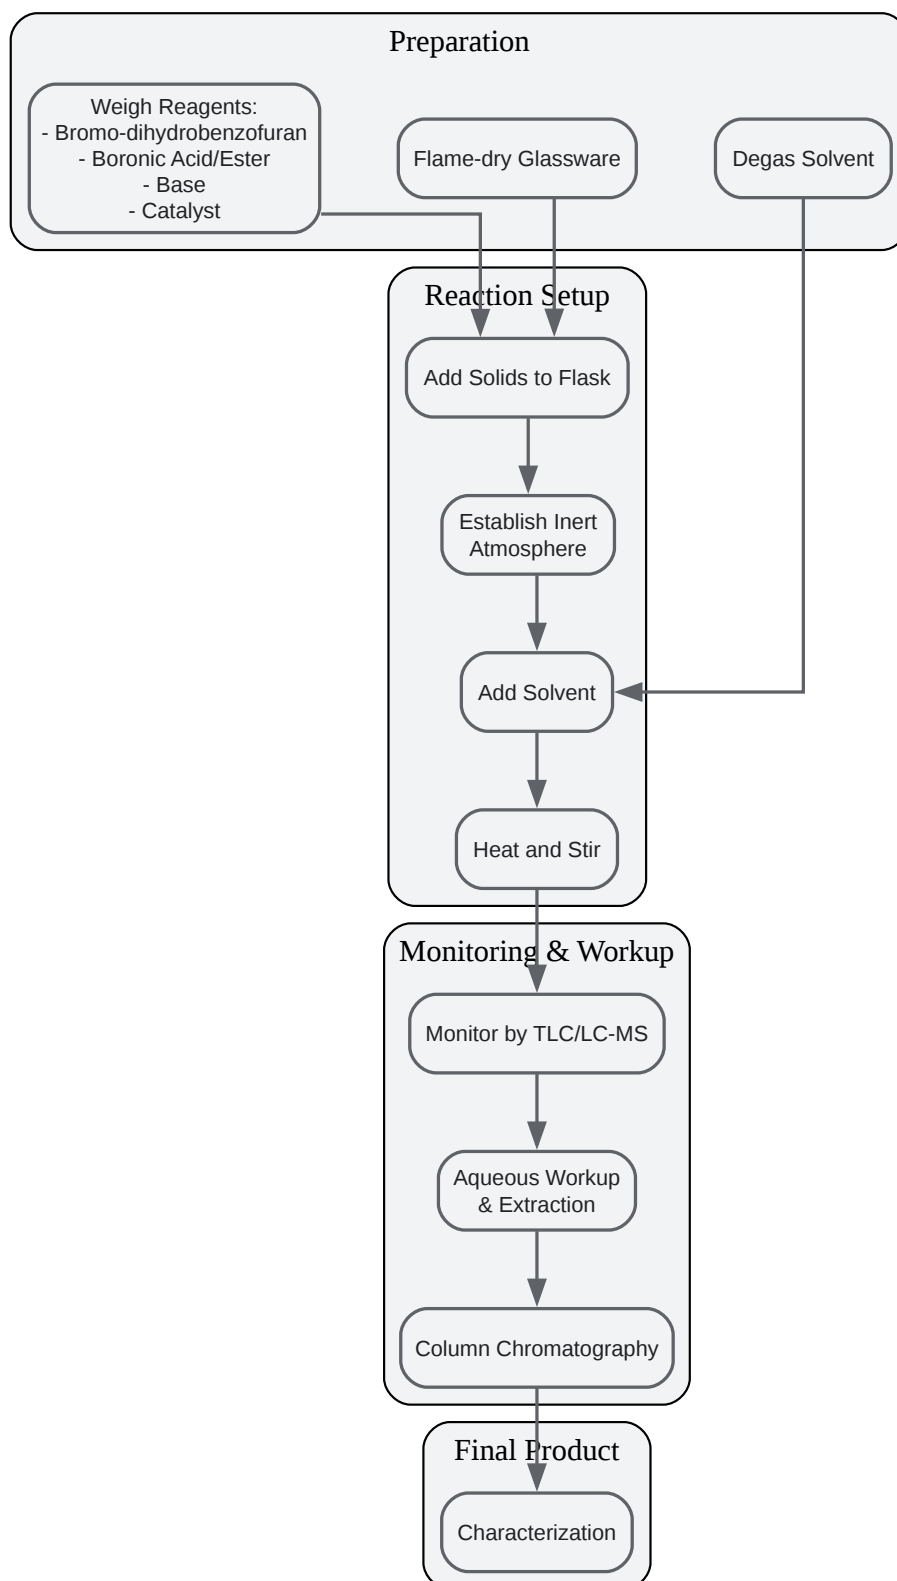 Preparation
Weigh Reagents:
- Bromo-dihydrobenzofuran
- Boronic Acid/Ester
- Base
- Catalyst
Flame-dry Glassware
Degas Solvent
Reaction Setup
Add Solids to Flask
Establish Inert
Atmosphere
Add Solvent
Heat and Stir
Monitoring & Workup
Monitor by TLC/LC-MS
Aqueous Workup
& Extraction
Column Chromatography
Final Product
Characterization